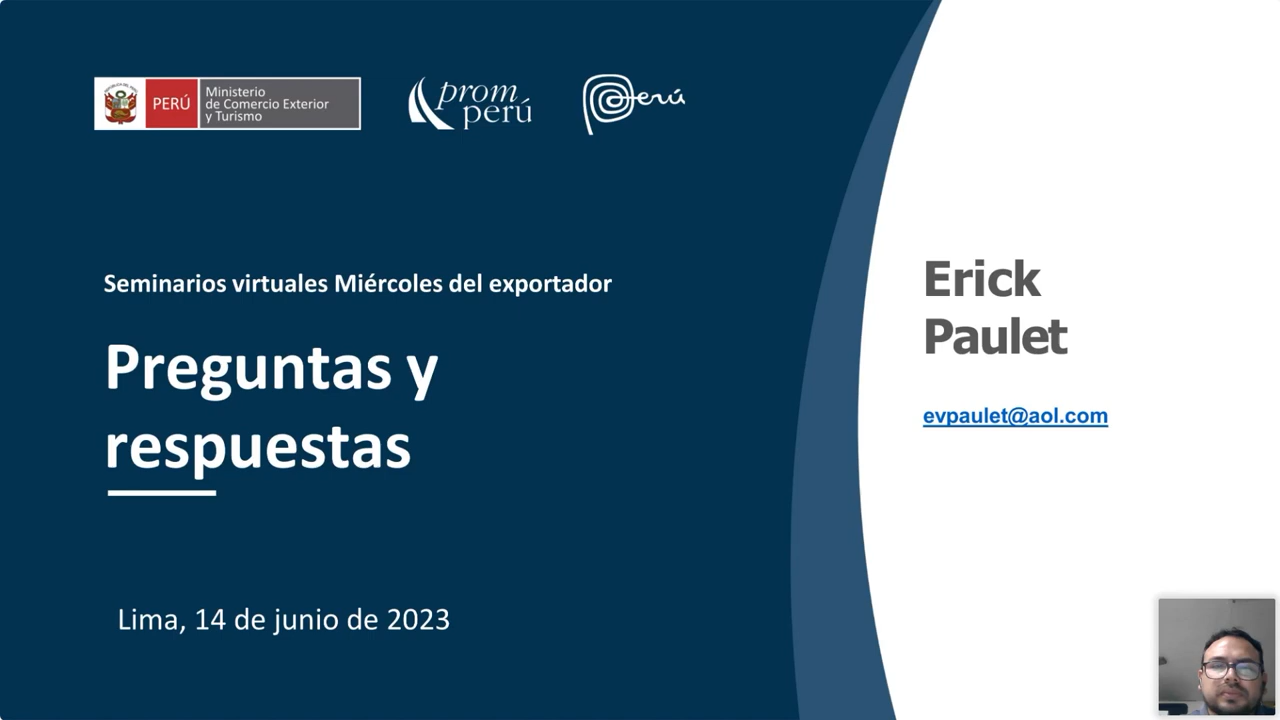 PERÚ
Ministerio
de Comercio Exterior
y Turismo
prom
perú
Perú
Seminarios virtuales Miércoles del exportador
Preguntas y
respuestas
Lima, 14 de junio de 2023
Erick
Paulet
evpaulet@aol.com